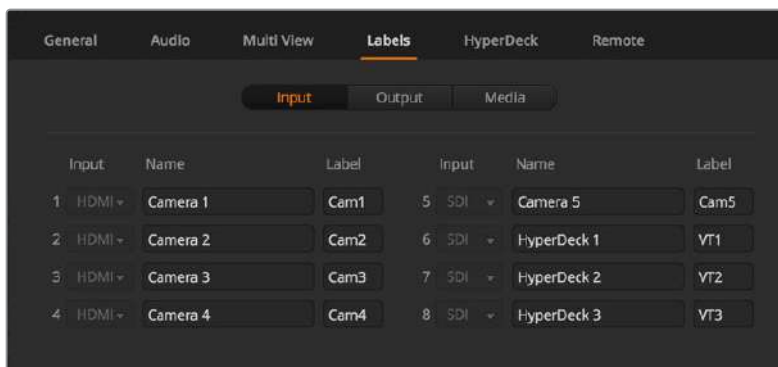 General Audio Multi View Labels HyperDeck Remote
Input Output Media
Input Name Label Input Name Label
1 HDMI Camera 1 Cam1 5 SDI Camera 5 Cam5
2 HDMI Camera 2 Cam2 6 SDI HyperDeck 1 VT1
3 HDMI Camera 3 Cam3 7 SDI HyperDeck 2 VT2
4 HDMI Camera 4 Cam4 8 SDI HyperDeck 3 VT3